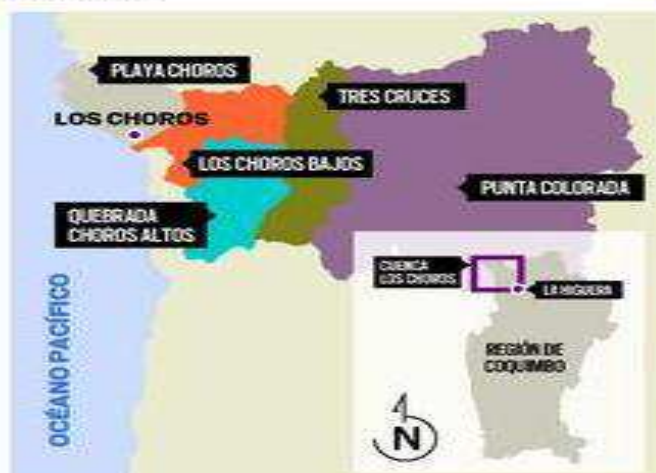 PLAYA CHOROS
TRES CRUCES
LOS CHOROS
LOS CHOROS BAJOS
PUNTA COLORADA
QUEBRADA
CHOROS ALTOS
CUENCA
LOS CHOROS
LA HIGUERA
REGIÓN DE
COQUIMBO
OCÉANO PACÍFICO
N